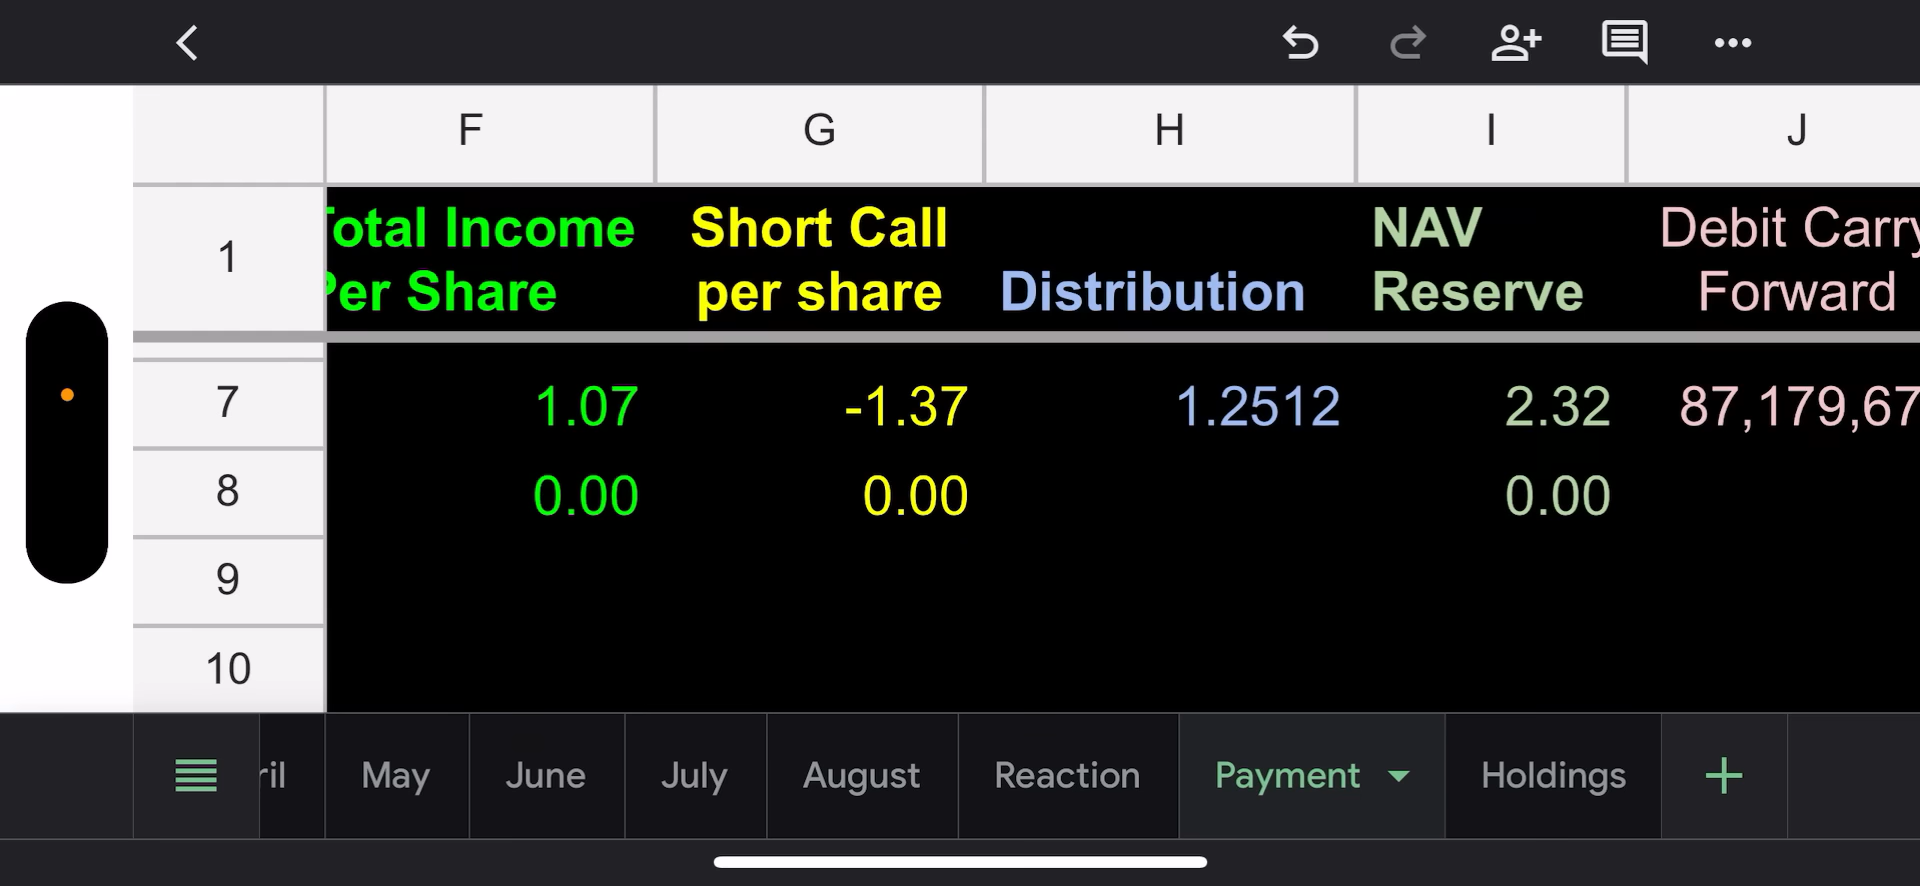 F G H I J
1 Total Income Short Call NAV Debit Carry
Per Share per share Distribution Reserve Forward
7 1.07 -1.37 1.2512 2.32 87,179,67
8 0.00 0.00 0.00
9
10
ril May June July August Reaction Payment Holdings +